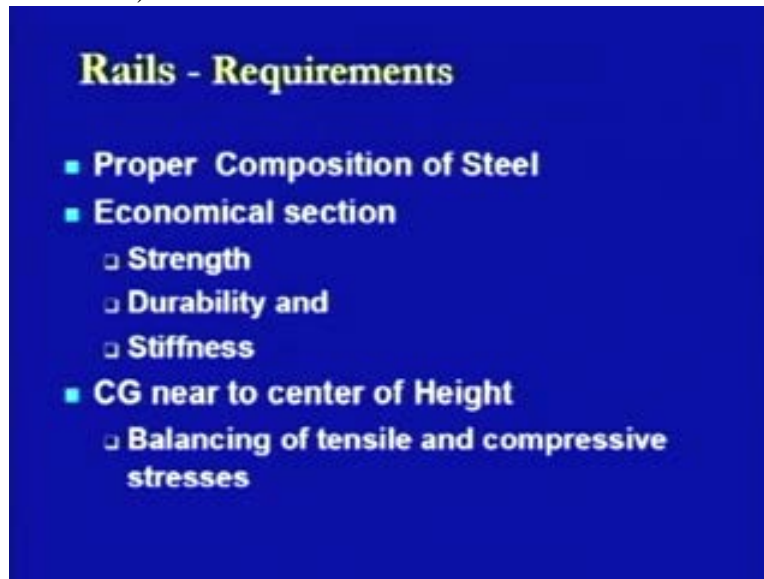 Rails - Requirements
Proper Composition of Steel
Economical section
Strength
Durability and
Stiffness
CG near to center of Height
Balancing of tensile and compressive
stresses